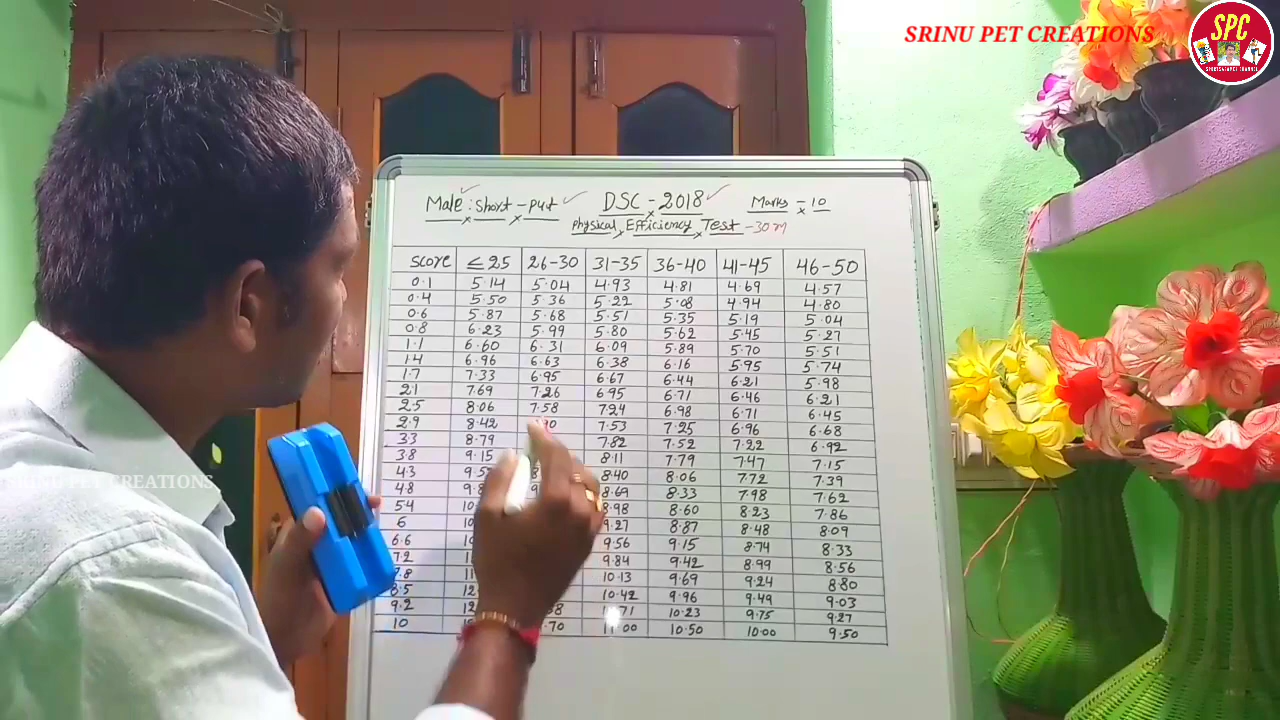 SRINU PET CREATIONS
SPC
SPORTS&GAMES CHANNEL
Male : Short - put DSC - 2018 Marks - 10
Physical Efficiency Test - 30 M
score ≤ 25 26-30 31-35 36-40 41-45 46-50
0.1 5.14 5.04 4.93 4.81 4.69 4.57
0.4 5.50 5.36 5.22 5.08 4.94 4.80
0.6 5.87 5.68 5.51 5.35 5.19 5.04
0.8 6.23 5.99 5.80 5.62 5.45 5.27
1.1 6.60 6.31 6.09 5.89 5.70 5.51
1.4 6.96 6.63 6.38 6.16 5.95 5.74
1.7 7.33 6.95 6.67 6.44 6.21 5.98
2.1 7.69 7.26 6.95 6.71 6.46 6.21
2.5 8.06 7.58 7.24 6.98 6.71 6.45
2.9 8.42 7.53 7.25 6.96 6.68
3.3 8.79 7.82 7.52 7.22 6.92
3.8 9.15 8.11 7.79 7.47 7.15
4.3 8.40 8.06 7.72 7.39
4.8 8.69 8.33 7.98 7.62
5.4 8.98 8.60 8.23 7.86
6 9.27 8.87 8.48 8.09
6.6 9.56 9.15 8.74 8.33
7.2 9.84 9.42 8.99 8.56
7.8 10.13 9.69 9.24 8.80
8.5 10.42 9.96 9.49 9.03
9.2 10.23 9.75 9.27
10 11.00 10.50 10.00 9.50
SRINU PET CREATIONS